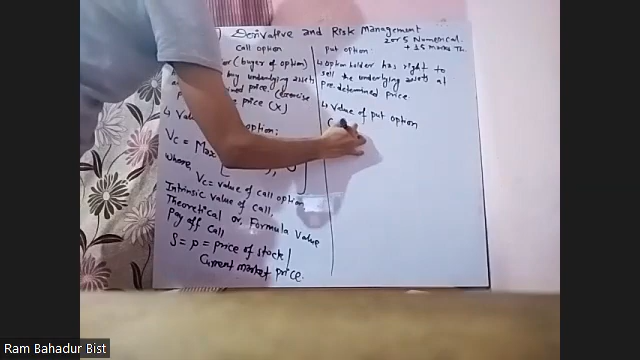 Derivative and Risk Management
2 or 5 Numerical.
+ 15 marks Th.
call option
or (buyer of option)
buy underlying assets
price. (exercise
price (X)
↳ Value option;
Vc = Max
where,
Vc = value of call option
Intrinsic value of call,
Theoretical or, Formula Value
Pay off call
S = P = price of stock /
Current market price.
put option:
↳ Option holder has right to
sell the underlying assets at
Pre-determined price.
↳ Value of put option
Ram Bahadur Bist